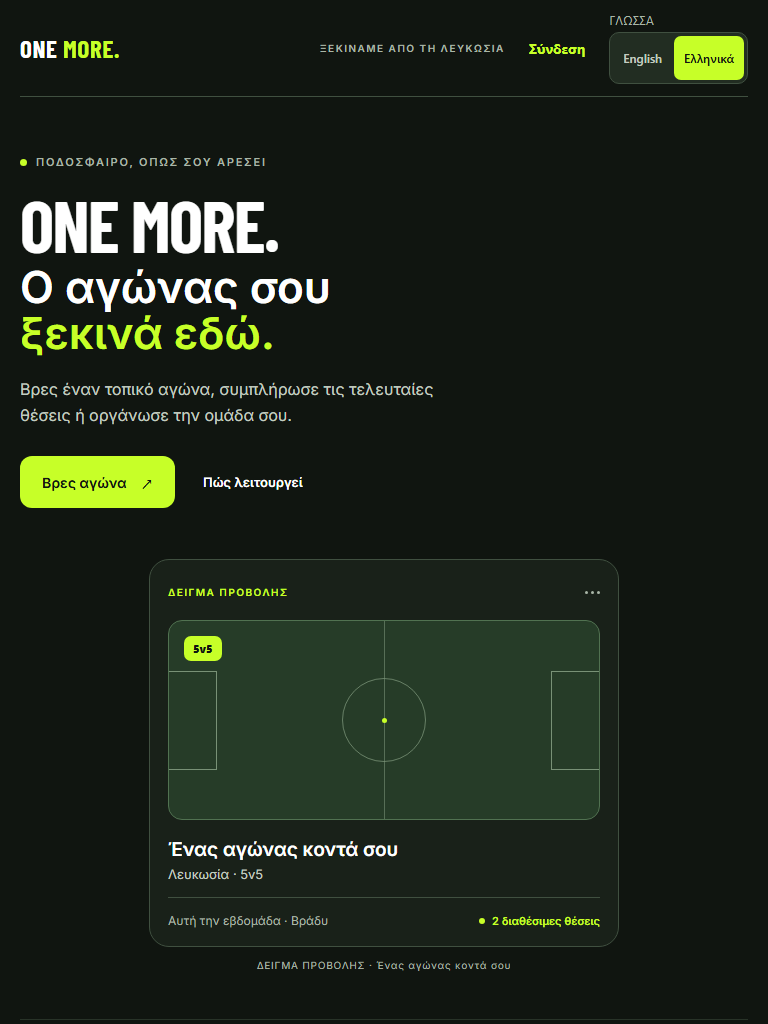 ONE MORE.
ΞΕΚΙΝΑΜΕ ΑΠΟ ΤΗ ΛΕΥΚΩΣΙΑ
Σύνδεση
ΓΛΩΣΣΑ
English
Ελληνικά
ΠΟΔΟΣΦΑΙΡΟ, ΟΠΩΣ ΣΟΥ ΑΡΕΣΕΙ
ONE MORE.
Ο αγώνας σου
ξεκινά εδώ.
Βρες έναν τοπικό αγώνα, συμπλήρωσε τις τελευταίες
θέσεις ή οργάνωσε την ομάδα σου.
Βρες αγώνα ↗
Πώς λειτουργεί
ΔΕΙΓΜΑ ΠΡΟΒΟΛΗΣ
5v5
Ένας αγώνας κοντά σου
Λευκωσία · 5v5
Αυτή την εβδομάδα · Βράδυ
2 διαθέσιμες θέσεις
ΔΕΙΓΜΑ ΠΡΟΒΟΛΗΣ · Ένας αγώνας κοντά σου